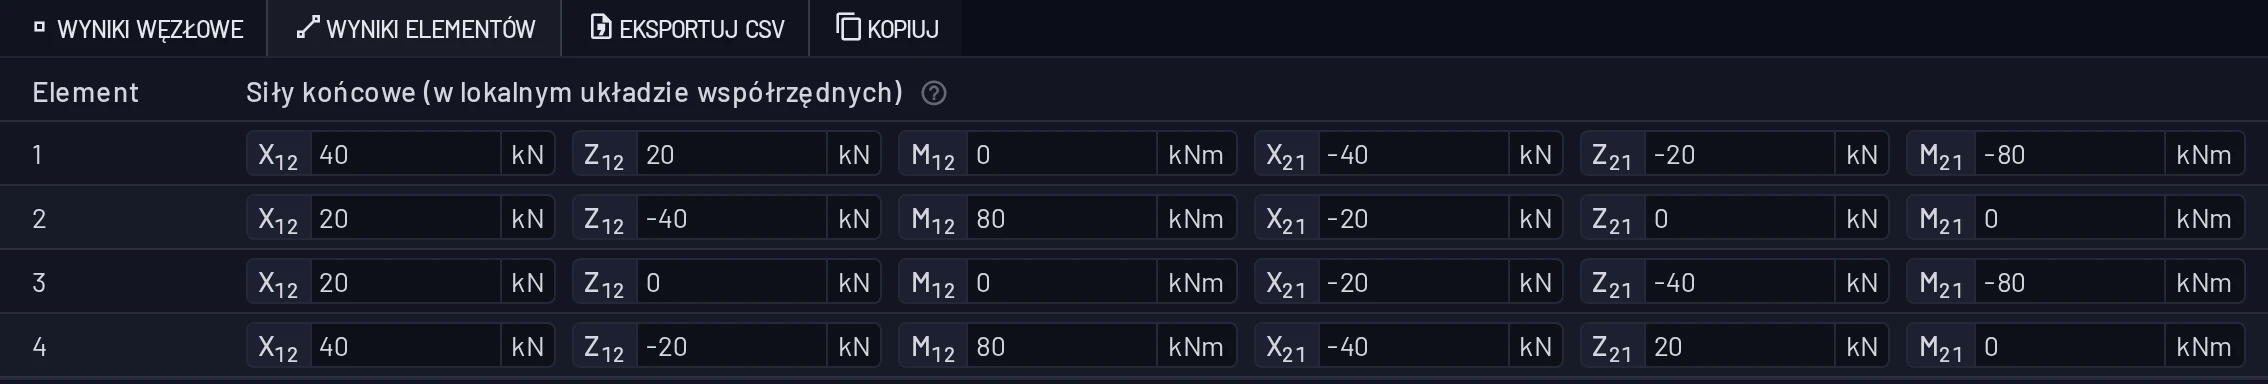 WYNIKI WĘZŁOWE WYNIKI ELEMENTÓW EKSPORTUJ CSV KOPIUJ
Element Siły końcowe (w lokalnym układzie współrzędnych) ?
1 X12 40 kN Z12 20 kN M12 0 kNm X21 -40 kN Z21 -20 kN M21 -80 kNm
2 X12 20 kN Z12 -40 kN M12 80 kNm X21 -20 kN Z21 0 kN M21 0 kNm
3 X12 20 kN Z12 0 kN M12 0 kNm X21 -20 kN Z21 -40 kN M21 -80 kNm
4 X12 40 kN Z12 -20 kN M12 80 kNm X21 -40 kN Z21 20 kN M21 0 kNm